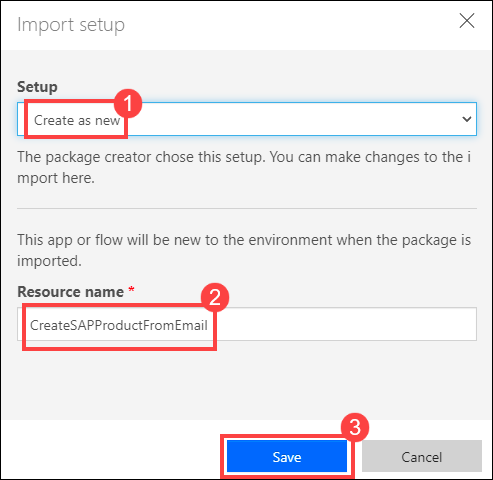 Import setup
Setup
1
Create as new
The package creator chose this setup. You can make changes to the i
mport here.
This app or flow will be new to the environment when the package is
imported.
Resource name *
2
CreateSAPProductFromEmail
3
Save
Cancel